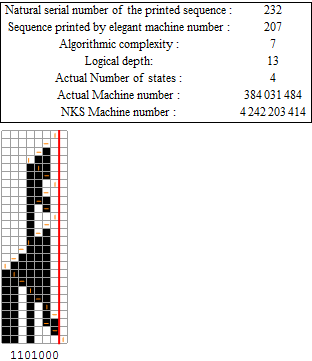 Natural serial number of the printed sequence : 232
Sequence printed by elegant machine number : 207
Algorithmic complexity : 7
Logical depth: 13
Actual Number of states : 4
Actual Machine number : 384 031 484
NKS Machine number : 4 242 203 414
1101000